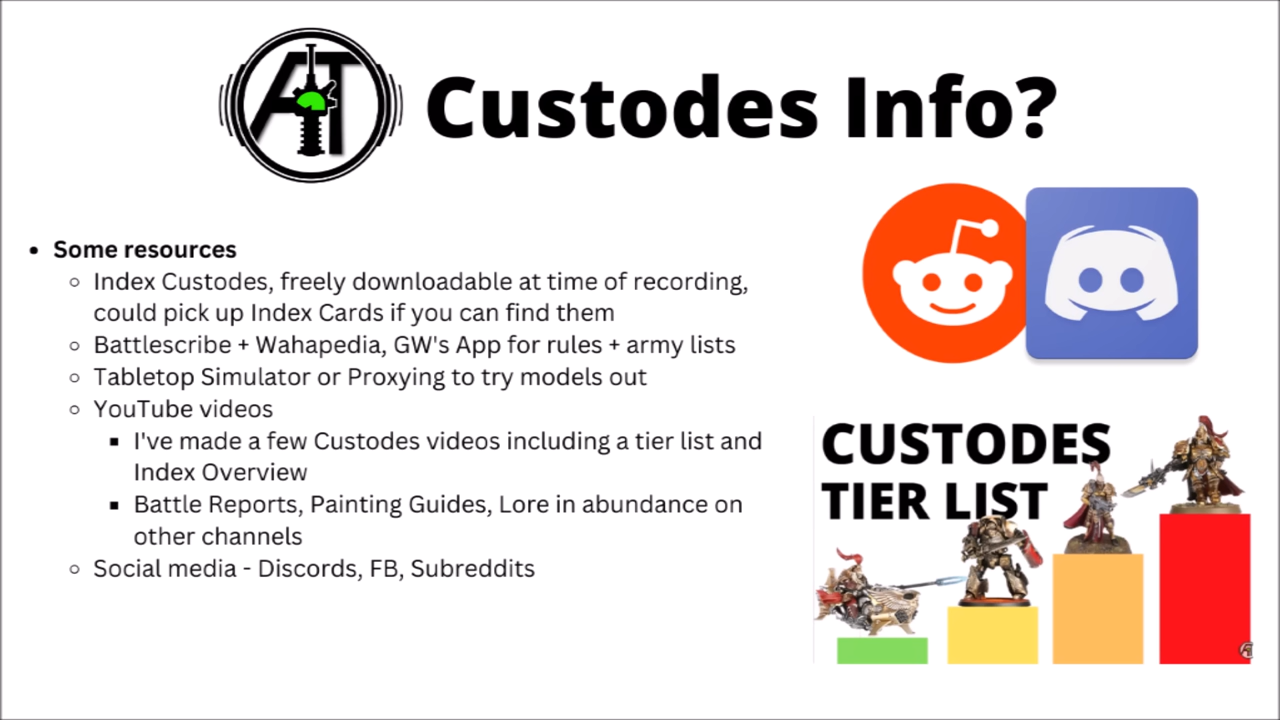 AT
Custodes Info?
• Some resources
○ Index Custodes, freely downloadable at time of recording,
could pick up Index Cards if you can find them
○ Battlescribe + Wahapedia, GW's App for rules + army lists
○ Tabletop Simulator or Proxying to try models out
○ YouTube videos
▪ I've made a few Custodes videos including a tier list and
Index Overview
▪ Battle Reports, Painting Guides, Lore in abundance on
other channels
○ Social media - Discords, FB, Subreddits
CUSTODES
TIER LIST
AT